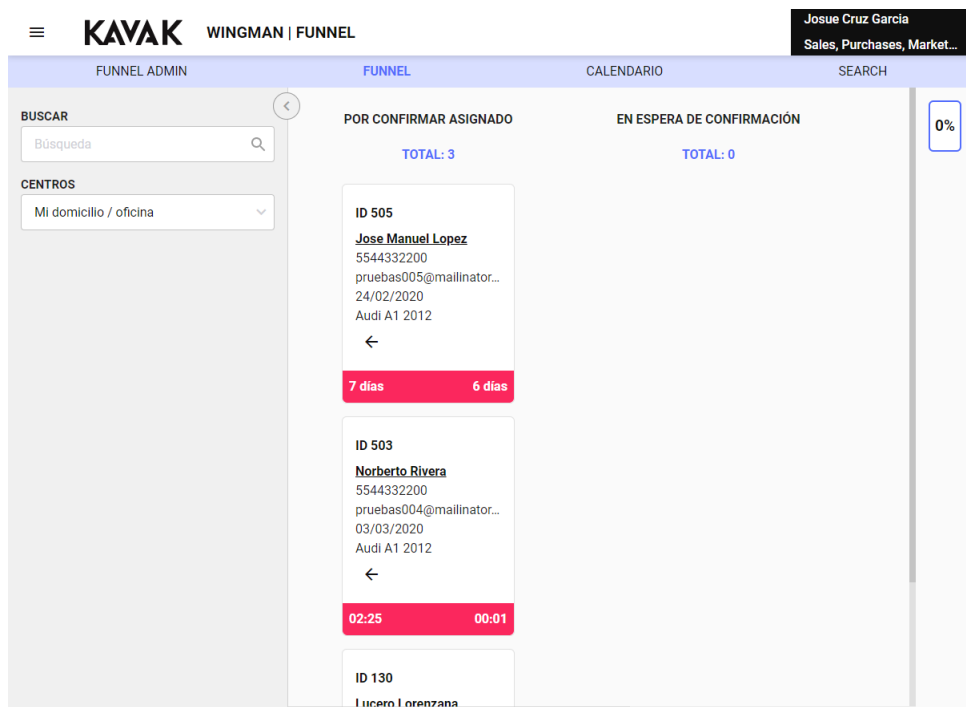 KAVAK WINGMAN | FUNNEL
Josue Cruz Garcia
Sales, Purchases, Market...
FUNNEL ADMIN FUNNEL CALENDARIO SEARCH
BUSCAR
Búsqueda
CENTROS
Mi domicilio / oficina
POR CONFIRMAR ASIGNADO
TOTAL: 3
ID 505
Jose Manuel Lopez
5544332200
pruebas005@mailinator...
24/02/2020
Audi A1 2012
7 días 6 días
ID 503
Norberto Rivera
5544332200
pruebas004@mailinator...
03/03/2020
Audi A1 2012
02:25 00:01
ID 130
Lucero Lorenzana
EN ESPERA DE CONFIRMACIÓN
TOTAL: 0
0%